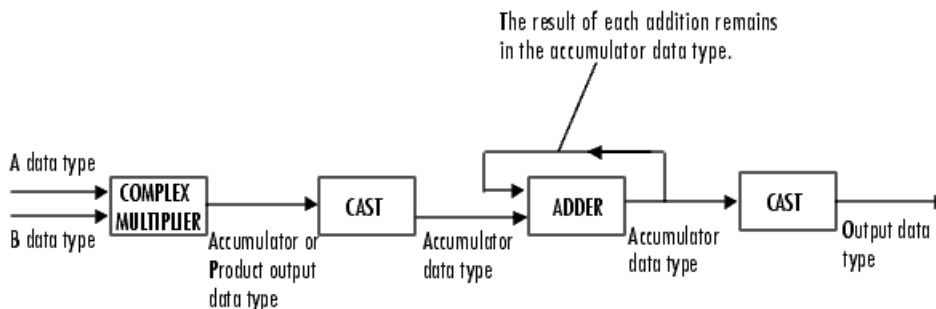 The result of each addition remains
in the accumulator data type.
A data type
B data type
COMPLEX
MULTIPLIER
Accumulator or
Product output
data type
CAST
Accumulator
data type
ADDER
Accumulator
data type
CAST
Output data
type